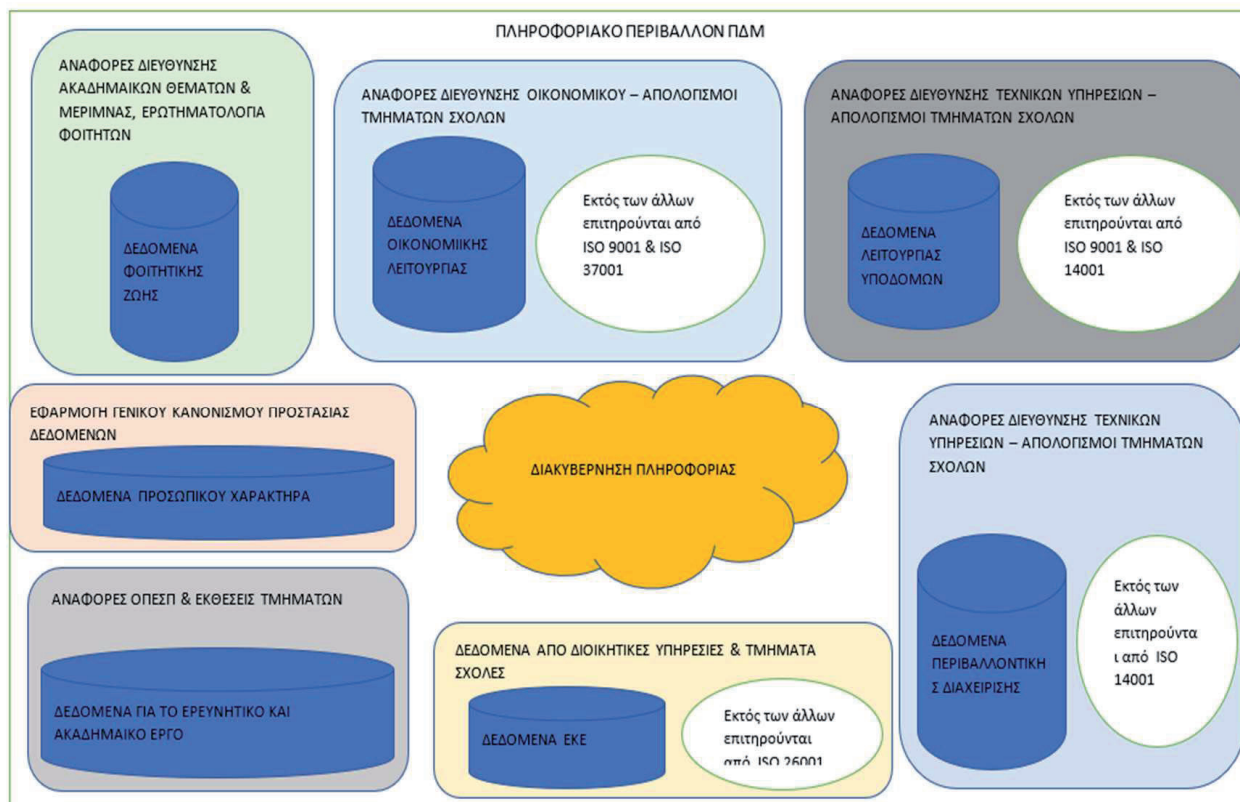 ΠΛΗΡΟΦΟΡΙΑΚΟ ΠΕΡΙΒΑΛΛΟΝ ΠΔΜ
ΑΝΑΦΟΡΕΣ ΔΙΕΥΘΥΝΣΗΣ
ΑΚΑΔΗΜΑΙΚΩΝ ΘΕΜΑΤΩΝ &
ΜΕΡΙΜΝΑΣ, ΕΡΩΤΗΜΑΤΟΛΟΓΙΑ
ΦΟΙΤΗΤΩΝ
ΔΕΔΟΜΕΝΑ
ΦΟΙΤΗΤΙΚΗΣ
ΖΩΗΣ
ΑΝΑΦΟΡΕΣ ΔΙΕΥΘΥΝΣΗΣ ΟΙΚΟΝΟΜΙΚΟΥ – ΑΠΟΛΟΓΙΣΜΟΙ
ΤΜΗΜΑΤΩΝ ΣΧΟΛΩΝ
ΔΕΔΟΜΕΝΑ
ΟΙΚΟΝΟΜΙΙΚΗΣ
ΛΕΙΤΟΥΡΓΙΑΣ
Εκτός των άλλων
επιτηρούνται από
ISO 9001 & ISO
37001
ΑΝΑΦΟΡΕΣ ΔΙΕΥΘΥΝΣΗΣ ΤΕΧΝΙΚΩΝ ΥΠΗΡΕΣΙΩΝ –
ΑΠΟΛΟΓΙΣΜΟΙ ΤΜΗΜΑΤΩΝ ΣΧΟΛΩΝ
ΔΕΔΟΜΕΝΑ
ΛΕΙΤΟΥΡΓΙΑΣ
ΥΠΟΔΟΜΩΝ
Εκτός των άλλων
επιτηρούνται από
ISO 9001 & ISO
14001
ΕΦΑΡΜΟΓΗ ΓΕΝΙΚΟΥ ΚΑΝΟΝΙΣΜΟΥ ΠΡΟΣΤΑΣΙΑΣ
ΔΕΔΟΜΕΝΩΝ
ΔΕΔΟΜΕΝΑ ΠΡΟΣΩΠΙΚΟΥ ΧΑΡΑΚΤΗΡΑ
ΔΙΑΚΥΒΕΡΝΗΣΗ ΠΛΗΡΟΦΟΡΙΑΣ
ΑΝΑΦΟΡΕΣ ΔΙΕΥΘΥΝΣΗΣ ΤΕΧΝΙΚΩΝ
ΥΠΗΡΕΣΙΩΝ – ΑΠΟΛΟΓΙΣΜΟΙ ΤΜΗΜΑΤΩΝ
ΣΧΟΛΩΝ
ΔΕΔΟΜΕΝΑ
ΠΕΡΙΒΑΛΛΟΝΤΙΚΗ
Σ ΔΙΑΧΕΙΡΙΣΗΣ
Εκτός των
άλλων
επιτηρούντα
ι από ISO
14001
ΑΝΑΦΟΡΕΣ ΟΠΕΣΠ & ΕΚΘΕΣΕΙΣ ΤΜΗΜΑΤΩΝ
ΔΕΔΟΜΕΝΑ ΓΙΑ ΤΟ ΕΡΕΥΝΗΤΙΚΟ ΚΑΙ
ΑΚΑΔΗΜΑΙΚΟ ΕΡΓΟ
ΔΕΔΟΜΕΝΑ ΑΠΟ ΔΙΟΙΚΗΤΙΚΕΣ ΥΠΗΡΕΣΙΕΣ & ΤΜΗΜΑΤΑ
ΣΧΟΛΕΣ
ΔΕΔΟΜΕΝΑ ΕΚΕ
Εκτός των άλλων
επιτηρούνται
από ISO 26001